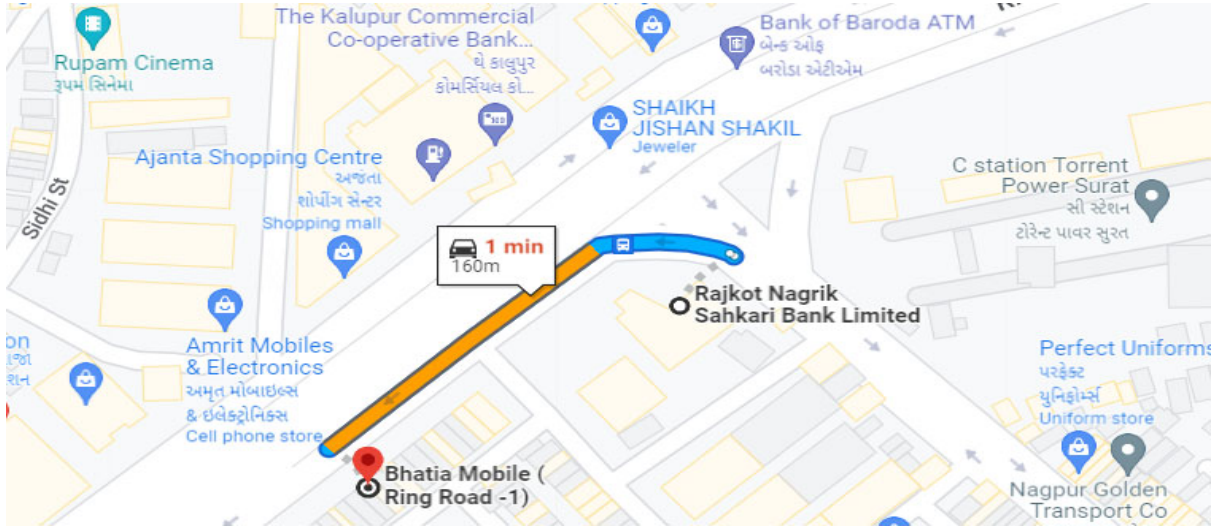 The Kalupur Commercial
Co-operative Bank...
થે કાલુપુર
કોમર્સિયલ કો...
Bank of Baroda ATM
બેન્ક ઓફ
બરોડા એટીએમ
Rupam Cinema
રૂપમ સિનેમા
SHAIKH
JISHAN SHAKIL
Jeweler
Ajanta Shopping Centre
અજંતા
શોપીંગ સેન્ટર
Shopping mall
C station Torrent
Power Surat
સી સ્ટેશન
ટોરેન્ટ પાવર સુરત
Sidhi St
1 min
160m
Rajkot Nagrik
Sahkari Bank Limited
Amrit Mobiles
& Electronics
અમૃત મોબાઇલ્સ
& ઇલેક્ટ્રોનિક્સ
Cell phone store
Perfect Uniforms
પરફેક્ટ
યુનિફોર્મ્સ
Uniform store
Bhatia Mobile (
Ring Road -1)
Nagpur Golden
Transport Co